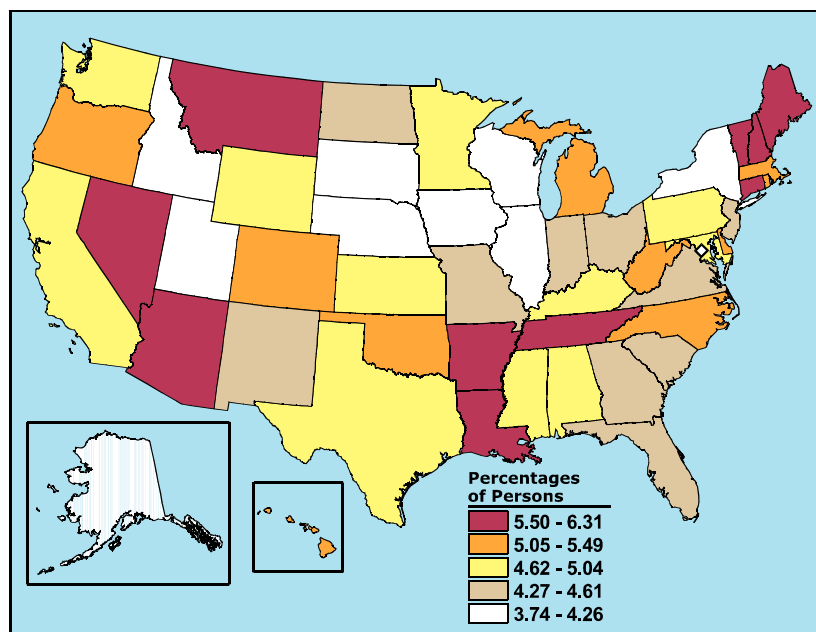 Percentages
of Persons
5.50 - 6.31
5.05 - 5.49
4.62 - 5.04
4.27 - 4.61
3.74 - 4.26